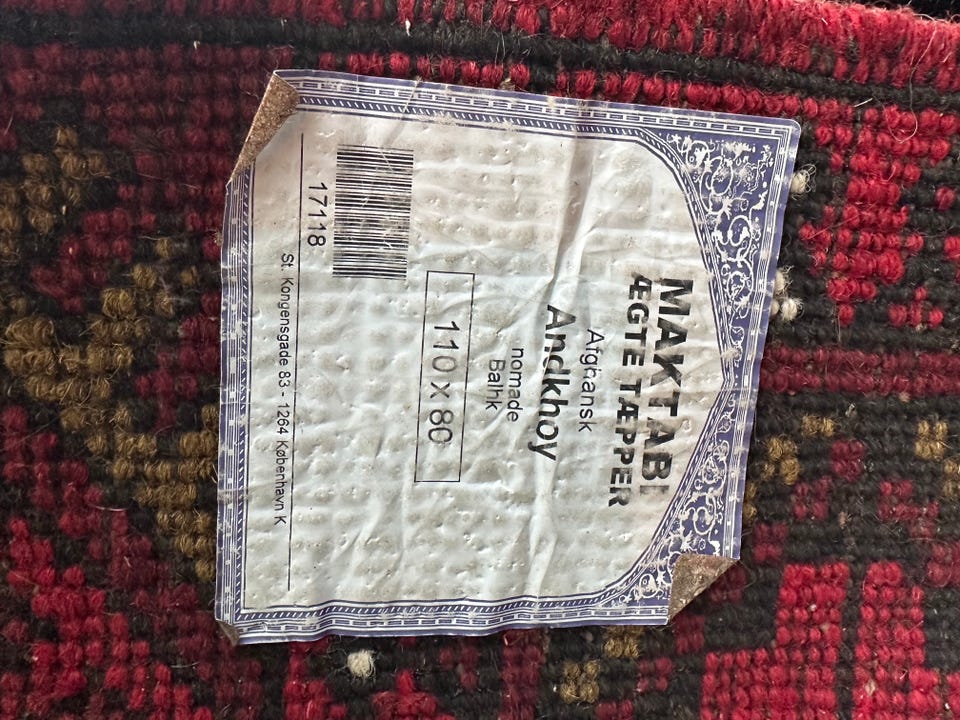 MAKTABI
ÆGTE TÆPPER
Afghansk
Andkhoy
nomade
Balhk
110 x 80
17118
St. Kongensgade 83 - 1264 København K